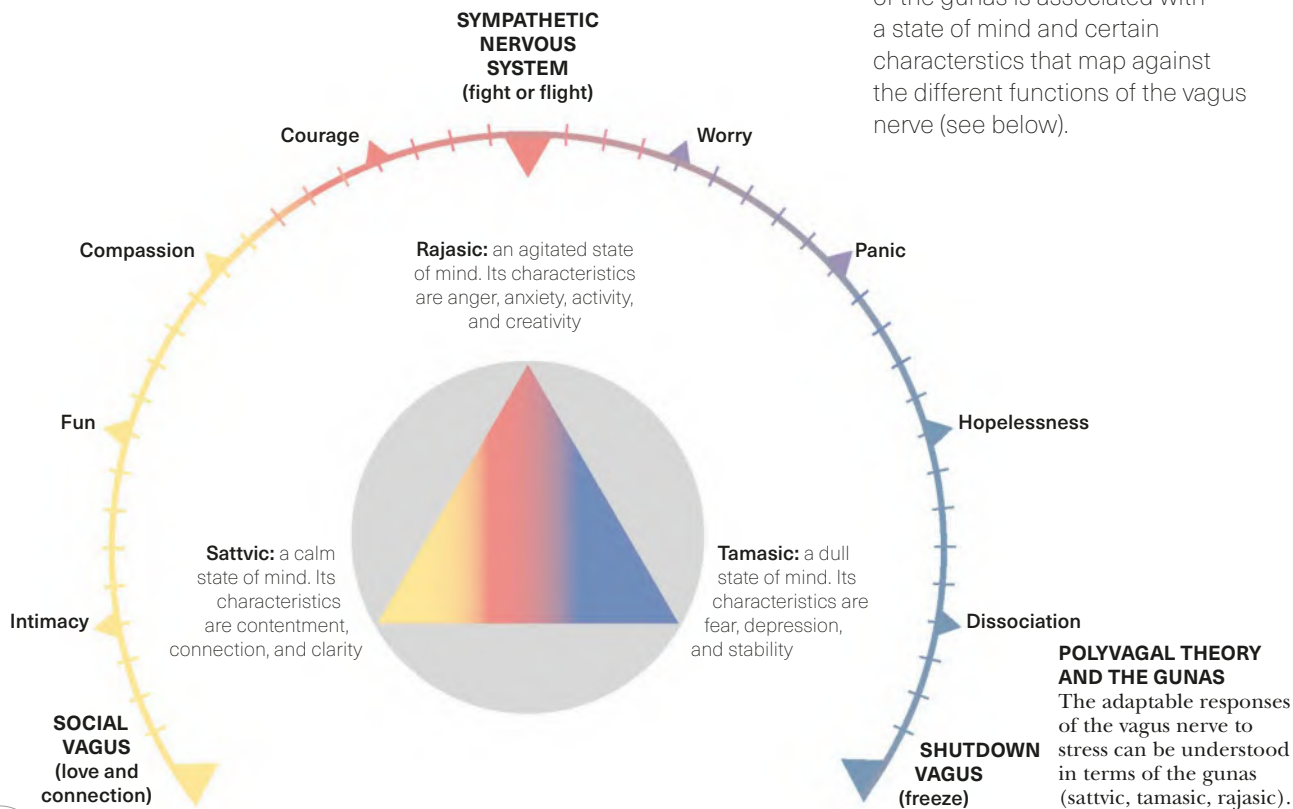 of the gunas is associated with
a state of mind and certain
characterstics that map against
the different functions of the vagus
nerve (see below).
SYMPATHETIC
NERVOUS
SYSTEM
(fight or flight)
Courage
Worry
Compassion
Panic
Rajasic: an agitated state
of mind. Its characteristics
are anger, anxiety, activity,
and creativity
Fun
Hopelessness
Sattvic: a calm
state of mind. Its
characteristics
are contentment,
connection, and clarity
Tamasic: a dull
state of mind. Its
characteristics are
fear, depression,
and stability
Intimacy
Dissociation
SOCIAL
VAGUS
(love and
connection)
SHUTDOWN
VAGUS
(freeze)
POLYVAGAL THEORY
AND THE GUNAS
The adaptable responses
of the vagus nerve to
stress can be understood
in terms of the gunas
(sattvic, tamasic, rajasic).